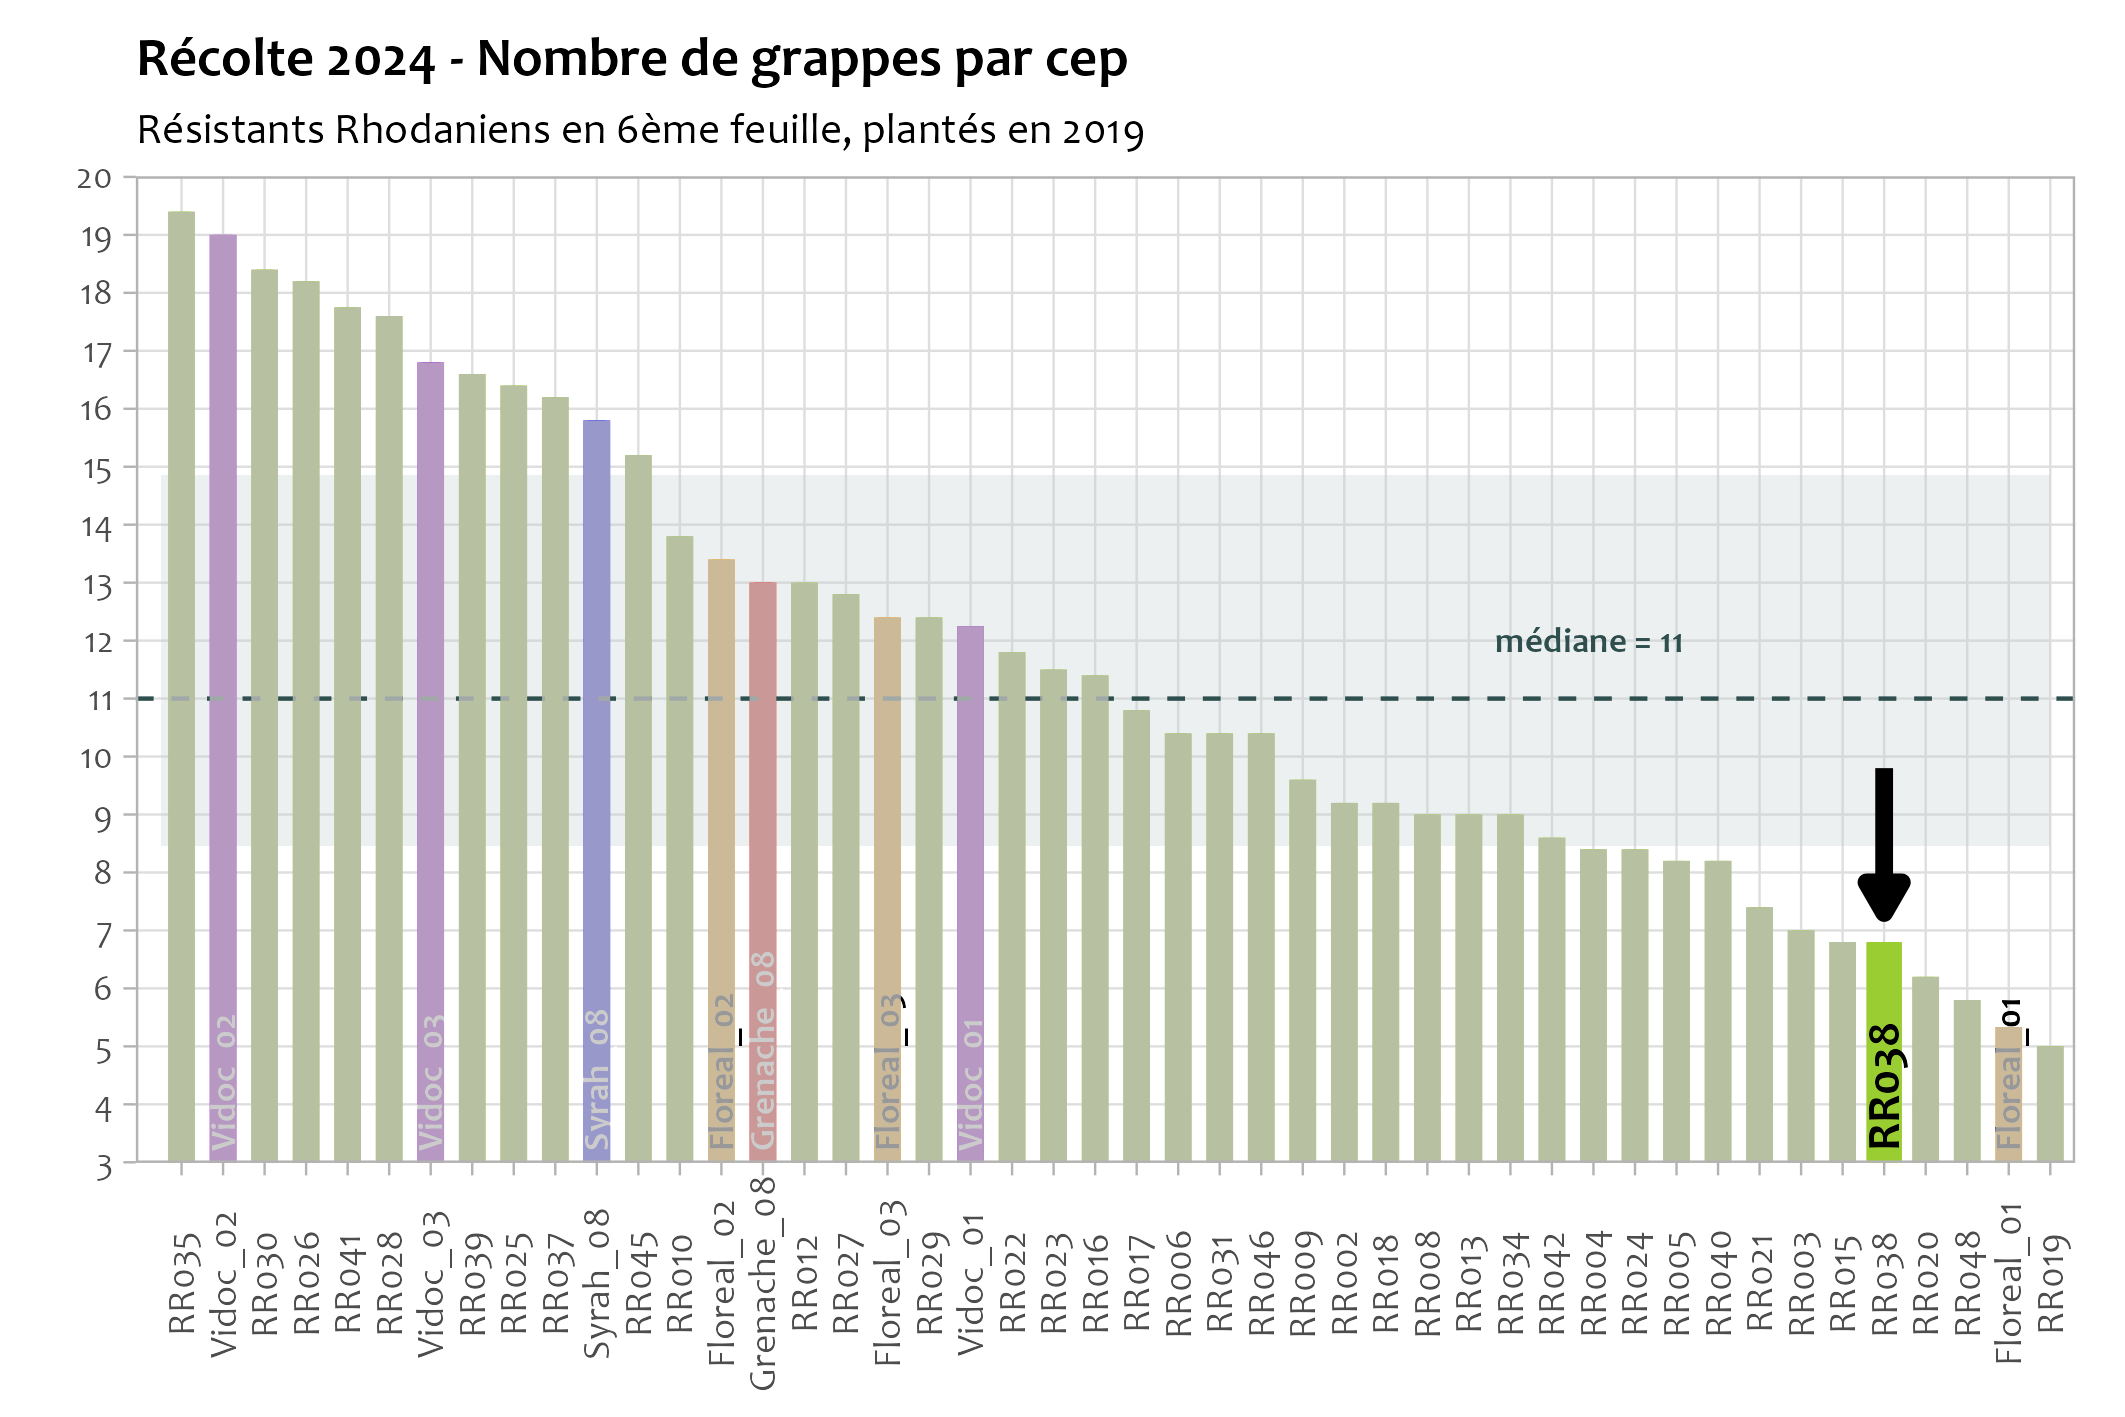 Récolte 2024 - Nombre de grappes par cep
Résistants Rhodaniens en 6ème feuille, plantés en 2019
20
19
18
17
16
15
14
13
12
11
10
9
8
7
6
5
4
3
médiane = 11
Vidoc_02
Vidoc_03
Syrah_08
Floreal_02
Grenache_08
Floreal_03
Vidoc_01
RR038
Floreal_01
RR035
Vidoc_02
RR030
RR026
RR041
RR028
Vidoc_03
RR039
RR025
RR037
Syrah_08
RR045
RR010
Floreal_02
Grenache_08
RR012
RR027
Floreal_03
RR029
Vidoc_01
RR022
RR023
RR016
RR017
RR006
RR031
RR046
RR009
RR002
RR018
RR008
RR013
RR034
RR042
RR004
RR024
RR005
RR040
RR021
RR003
RR015
RR038
RR020
RR048
Floreal_01
RR019